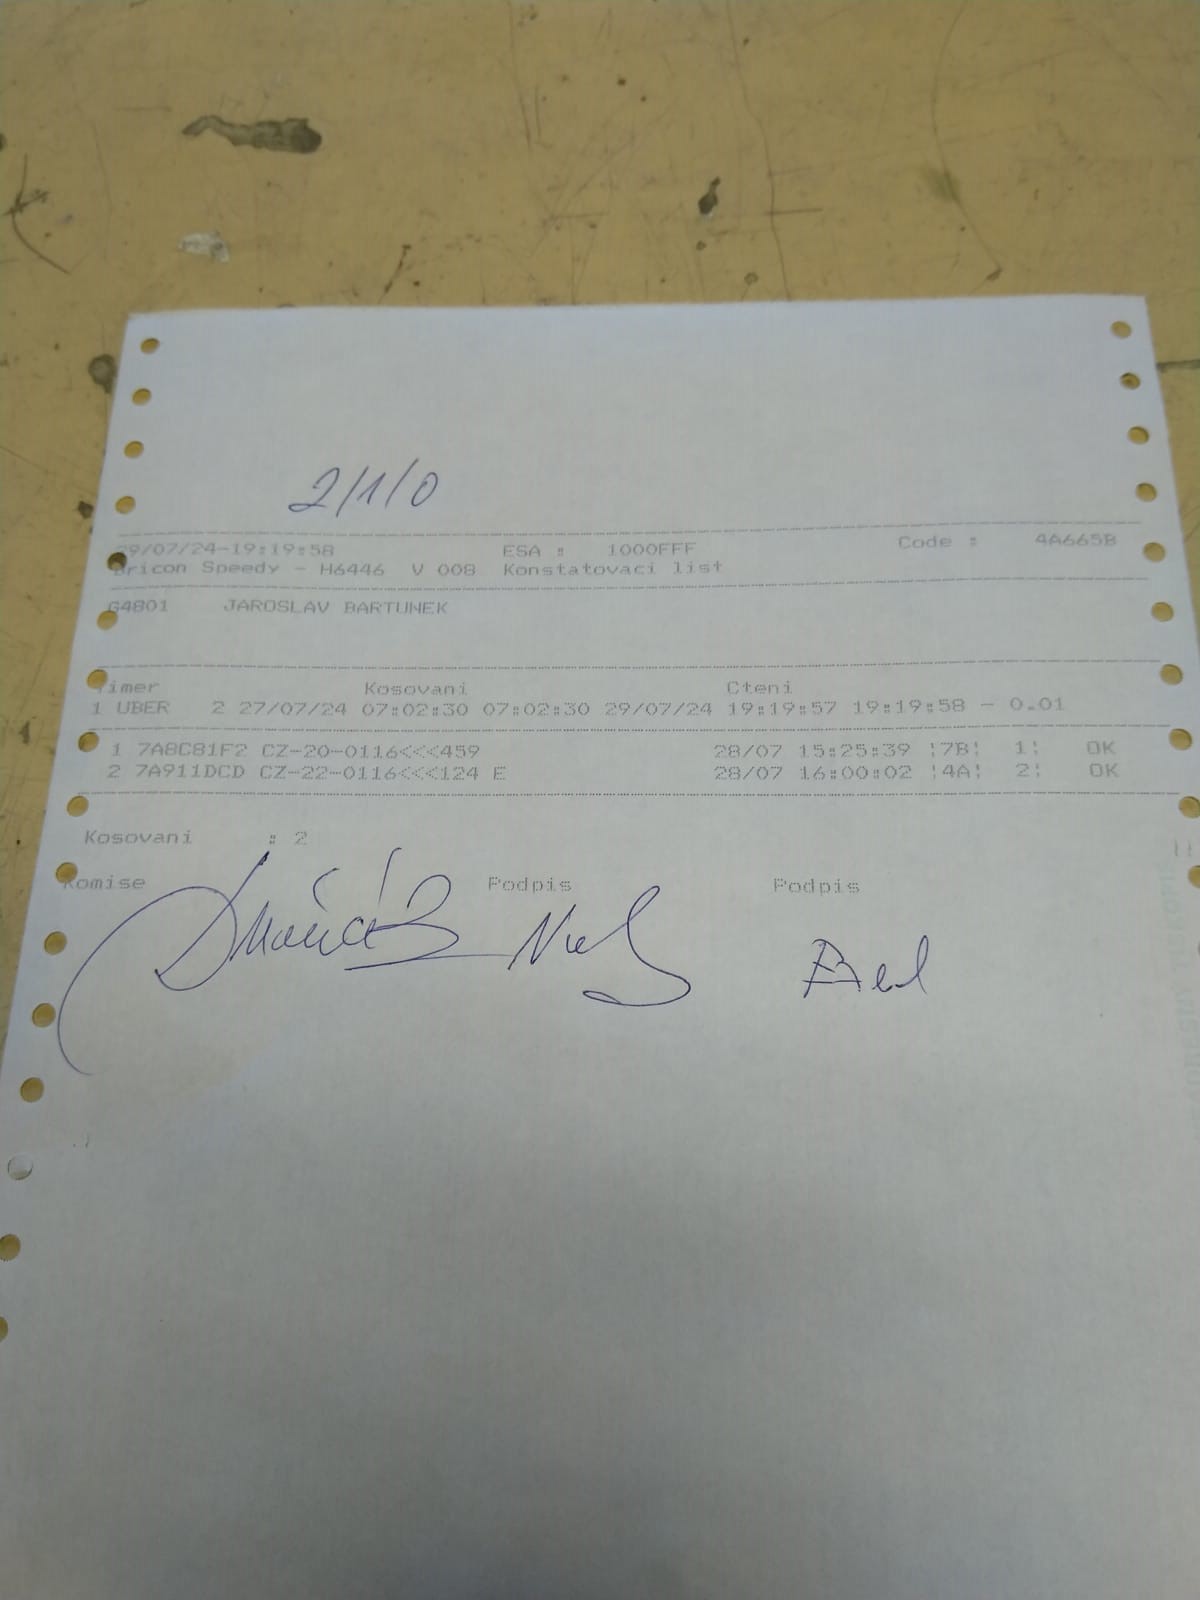 2/1/0
9/07/24-19:19:58 ESA : 1000FFF Code : 4A665B
Bricon Speedy - H6446 V 008 Konstatovaci list
G4801 JAROSLAV BARTUNEK
Timer Kosovani Cteni
1 UBER 2 27/07/24 07:02:30 07:02:30 29/07/24 19:19:57 19:19:58 - 0.01
1 7A8C81F2 CZ-20-0116<<<459 28/07 15:25:39 ¦7B¦ 1¦ OK
2 7A911DCD CZ-22-0116<<<124 E 28/07 16:00:02 ¦4A¦ 2¦ OK
Kosovani : 2
Komise Podpis Podpis